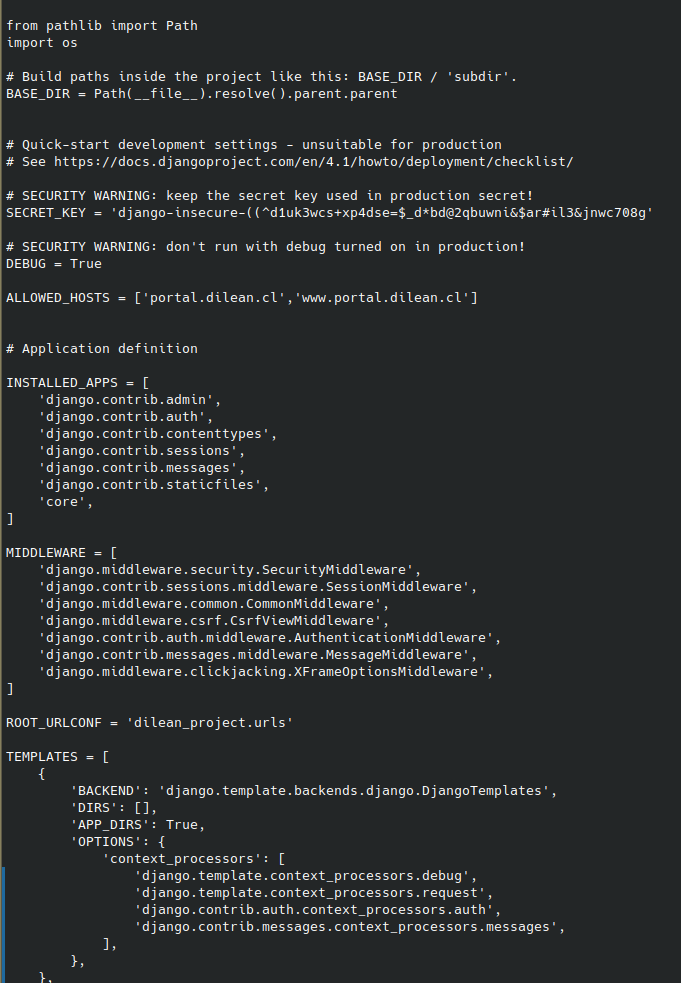 from pathlib import Path
import os

# Build paths inside the project like this: BASE_DIR / 'subdir'.
BASE_DIR = Path(__file__).resolve().parent.parent


# Quick-start development settings - unsuitable for production
# See https://docs.djangoproject.com/en/4.1/howto/deployment/checklist/

# SECURITY WARNING: keep the secret key used in production secret!
SECRET_KEY = 'django-insecure-((^d1uk3wcs+xp4dse=$_d*bd@2qbuwni&$ar#il3&jnwc708g'

# SECURITY WARNING: don't run with debug turned on in production!
DEBUG = True

ALLOWED_HOSTS = ['portal.dilean.cl','www.portal.dilean.cl']


# Application definition

INSTALLED_APPS = [
    'django.contrib.admin',
    'django.contrib.auth',
    'django.contrib.contenttypes',
    'django.contrib.sessions',
    'django.contrib.messages',
    'django.contrib.staticfiles',
    'core',
]

MIDDLEWARE = [
    'django.middleware.security.SecurityMiddleware',
    'django.contrib.sessions.middleware.SessionMiddleware',
    'django.middleware.common.CommonMiddleware',
    'django.middleware.csrf.CsrfViewMiddleware',
    'django.contrib.auth.middleware.AuthenticationMiddleware',
    'django.contrib.messages.middleware.MessageMiddleware',
    'django.middleware.clickjacking.XFrameOptionsMiddleware',
]

ROOT_URLCONF = 'dilean_project.urls'

TEMPLATES = [
    {
        'BACKEND': 'django.template.backends.django.DjangoTemplates',
        'DIRS': [],
        'APP_DIRS': True,
        'OPTIONS': {
            'context_processors': [
                'django.template.context_processors.debug',
                'django.template.context_processors.request',
                'django.contrib.auth.context_processors.auth',
                'django.contrib.messages.context_processors.messages',
            ],
        },
    },